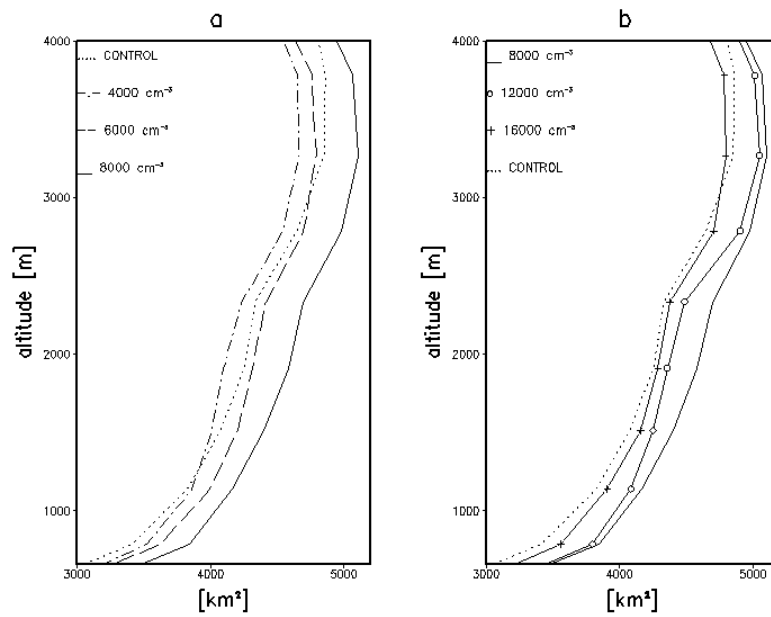 a
4000
CONTROL
4000 cm⁻³
6000 cm⁻³
8000 cm⁻³
3000
2000
1000
altitude [m]
3000
4000
5000
[km²]
b
4000
8000 cm⁻³
12000 cm⁻³
16000 cm⁻³
CONTROL
3000
2000
1000
altitude [m]
3000
4000
5000
[km²]